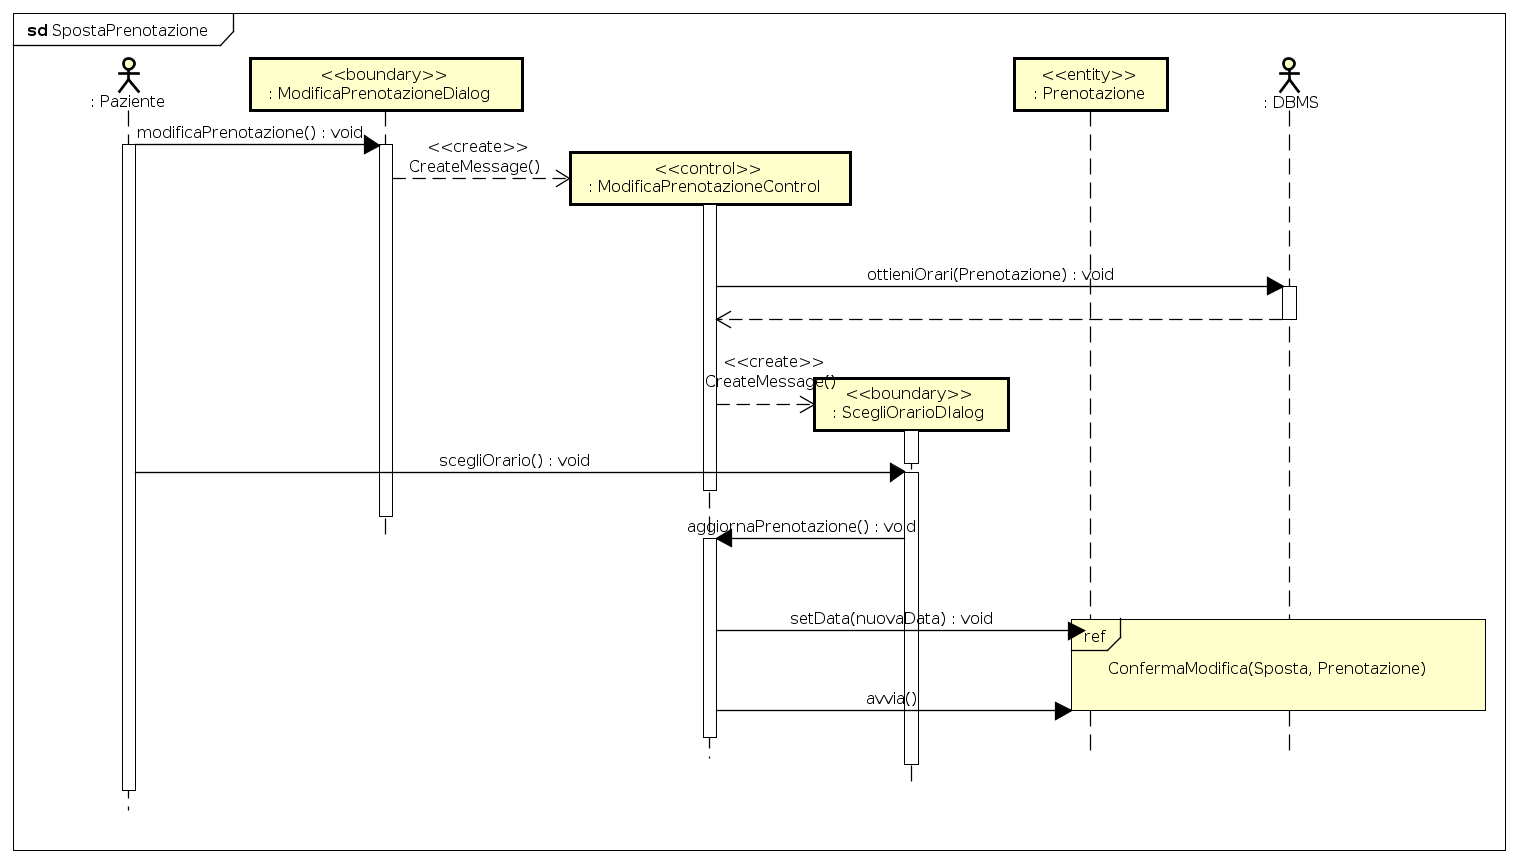 sd SpostaPrenotazione
: Paziente
<<boundary>>
: ModificaPrenotazioneDialog
<<entity>>
: Prenotazione
: DBMS
modificaPrenotazione() : void
<<create>>
CreateMessage()
<<control>>
: ModificaPrenotazioneControl
ottieniOrari(Prenotazione) : void
<<create>>
CreateMessage()
<<boundary>>
: ScegliOrarioDIalog
scegliOrario() : void
aggiornaPrenotazione() : void
setData(nuovaData) : void
ref
ConfermaModifica(Sposta, Prenotazione)
avvia()